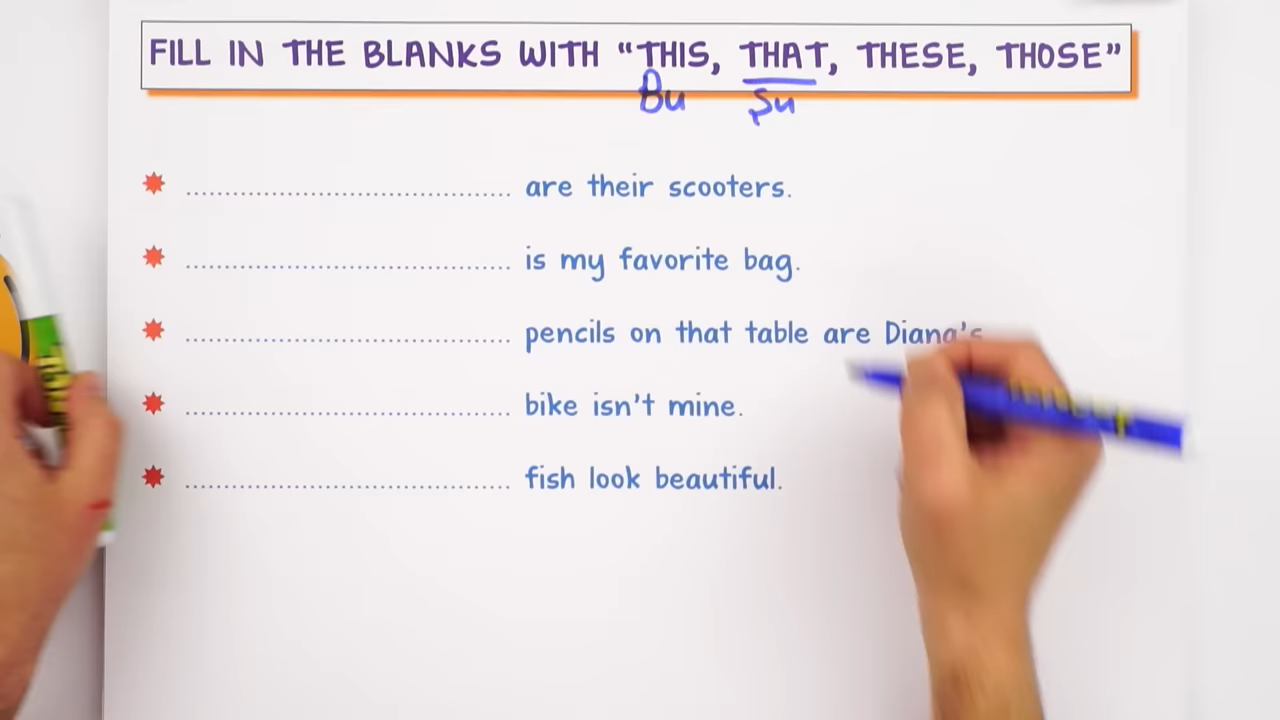 FILL IN THE BLANKS WITH “THIS, THAT, THESE, THOSE”
Bu Şu
.......................................... are their scooters.
.......................................... is my favorite bag.
.......................................... pencils on that table are Diana's
.......................................... bike isn't mine.
.......................................... fish look beautiful.